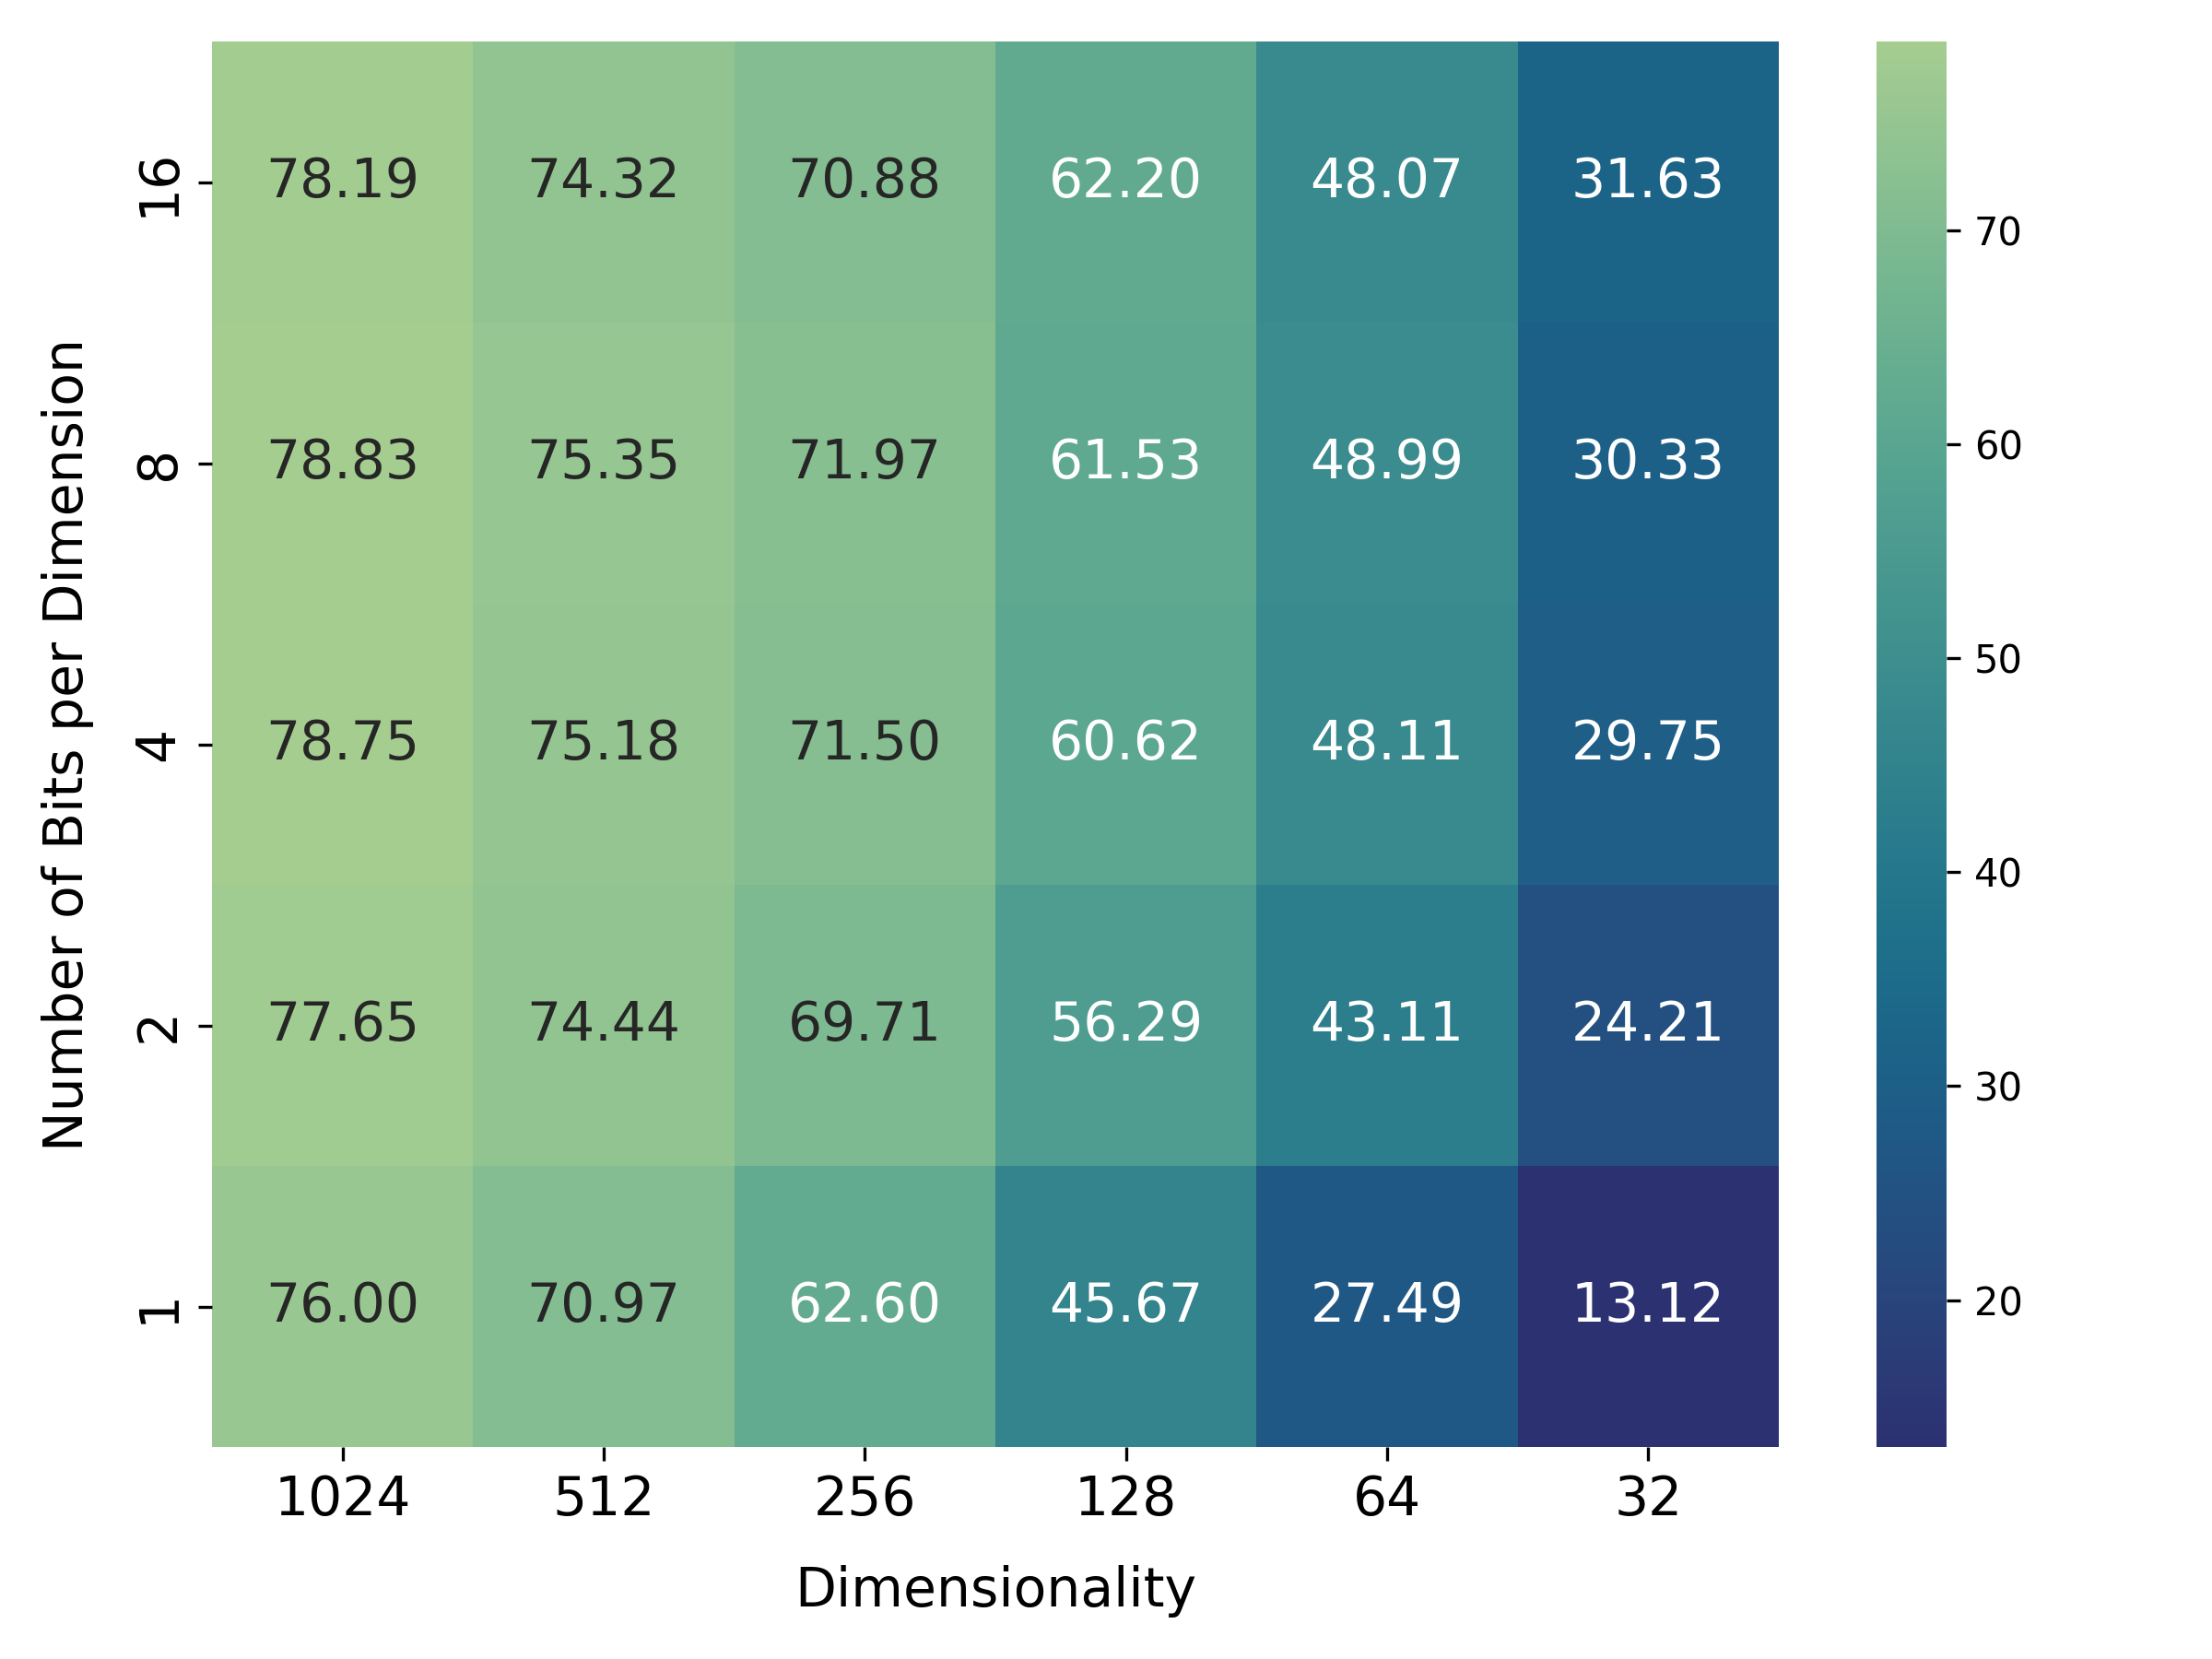 16 78.19 74.32 70.88 62.20 48.07 31.63
8 78.83 75.35 71.97 61.53 48.99 30.33
4 78.75 75.18 71.50 60.62 48.11 29.75
2 77.65 74.44 69.71 56.29 43.11 24.21
1 76.00 70.97 62.60 45.67 27.49 13.12
1024 512 256 128 64 32
Dimensionality
Number of Bits per Dimension
70
60
50
40
30
20